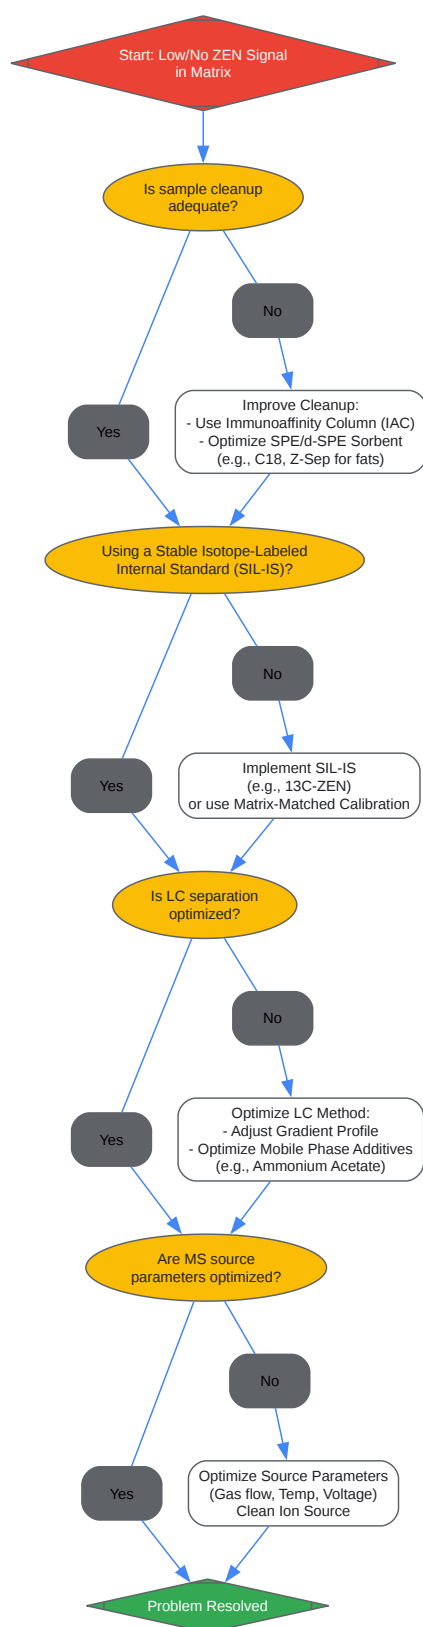 Start: Low/No ZEN Signal
in Matrix
Is sample cleanup
adequate?
No
Improve Cleanup:
- Use Immunoaffinity Column (IAC)
- Optimize SPE/d-SPE Sorbent
(e.g., C18, Z-Sep for fats)
Yes
Using a Stable Isotope-Labeled
Internal Standard (SIL-IS)?
No
Implement SIL-IS
(e.g., 13C-ZEN)
or use Matrix-Matched Calibration
Yes
Is LC separation
optimized?
No
Optimize LC Method:
- Adjust Gradient Profile
- Optimize Mobile Phase Additives
(e.g., Ammonium Acetate)
Yes
Are MS source
parameters optimized?
No
Optimize Source Parameters
(Gas flow, Temp, Voltage)
Clean Ion Source
Yes
Problem Resolved